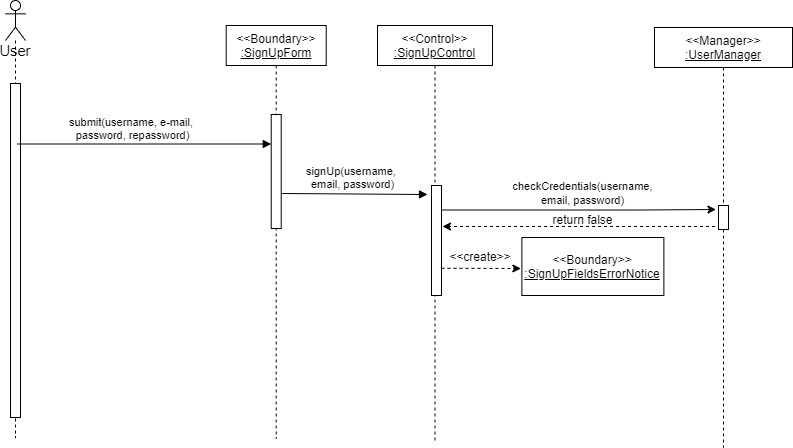 User
<<Boundary>>
:SignUpForm
<<Control>>
:SignUpControl
<<Manager>>
:UserManager
submit(username, e-mail,
password, repassword)
signUp(username,
email, password)
checkCredentials(username,
email, password)
return false
<<create>>
<<Boundary>>
:SignUpFieldsErrorNotice